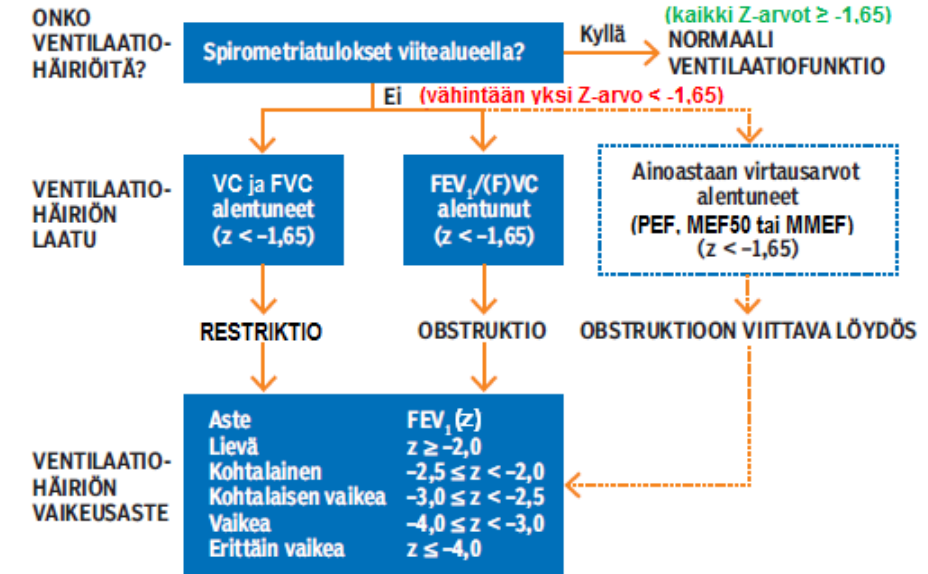 ONKO
VENTILAATIO-
HÄIRIÖITÄ?
Spirometriatulokset viitealueella?
Kyllä
(kaikki Z-arvot ≥ -1,65)
NORMAALI
VENTILAATIOFUNKTIO
Ei (vähintään yksi Z-arvo < -1,65)
VENTILAATIO-
HÄIRIÖN
LAATU
VC ja FVC
alentuneet
(z < –1,65)
FEV₁/(F)VC
alentunut
(z < –1,65)
Ainoastaan virtausarvot
alentuneet
(PEF, MEF50 tai MMEF)
(z < –1,65)
RESTRIKTIO
OBSTRUKTIO
OBSTRUKTIOON VIITTAVA LÖYDÖS
VENTILAATIO-
HÄIRIÖN
VAIKEUSASTE
Aste FEV₁ (z)
Lievä z ≥ –2,0
Kohtalainen –2,5 ≤ z < –2,0
Kohtalaisen vaikea –3,0 ≤ z < –2,5
Vaikea –4,0 ≤ z < –3,0
Erittäin vaikea z ≤ –4,0